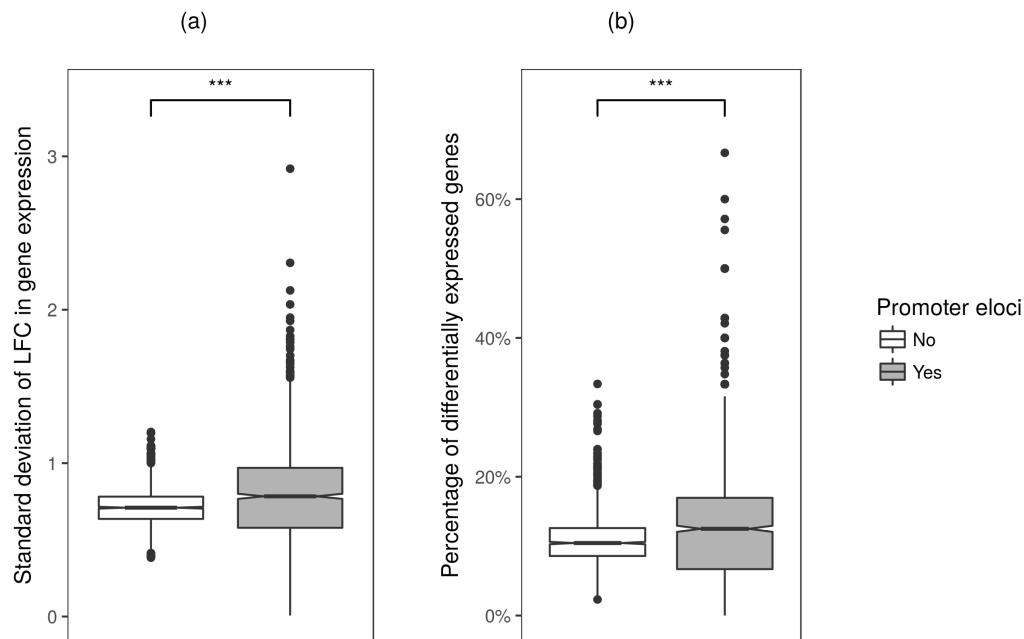 (a)
(b)
Standard deviation of LFC in gene expression
3
2
1
0
***
Percentage of differentially expressed genes
60%
40%
20%
0%
***
Promoter eloci
No
Yes